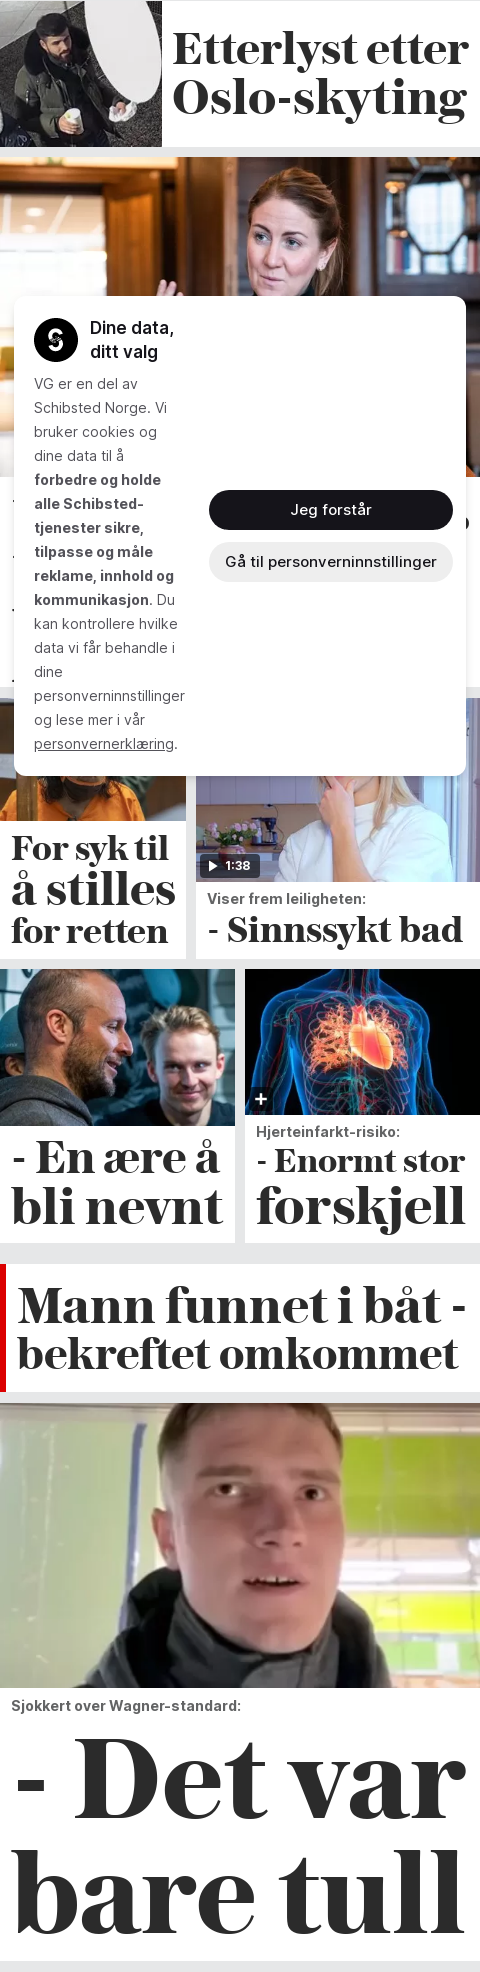 Etterlyst etter
Oslo-skyting
Dine data,
ditt valg
VG er en del av
Schibsted Norge. Vi
bruker cookies og
dine data til å
forbedre og holde
alle Schibsted-
tjenester sikre,
tilpasse og måle
reklame, innhold og
kommunikasjon. Du
kan kontrollere hvilke
data vi får behandle i
dine
personverninnstillinger
og lese mer i vår
personvernerklæring.
Jeg forstår
Gå til personverninnstillinger
For syk til
å stilles
for retten
1:38
Viser frem leiligheten:
- Sinnssykt bad
- En ære å
bli nevnt
Hjerteinfarkt-risiko:
- Enormt stor
forskjell
Mann funnet i båt -
bekreftet omkommet
Sjokkert over Wagner-standard:
- Det var
bare tull